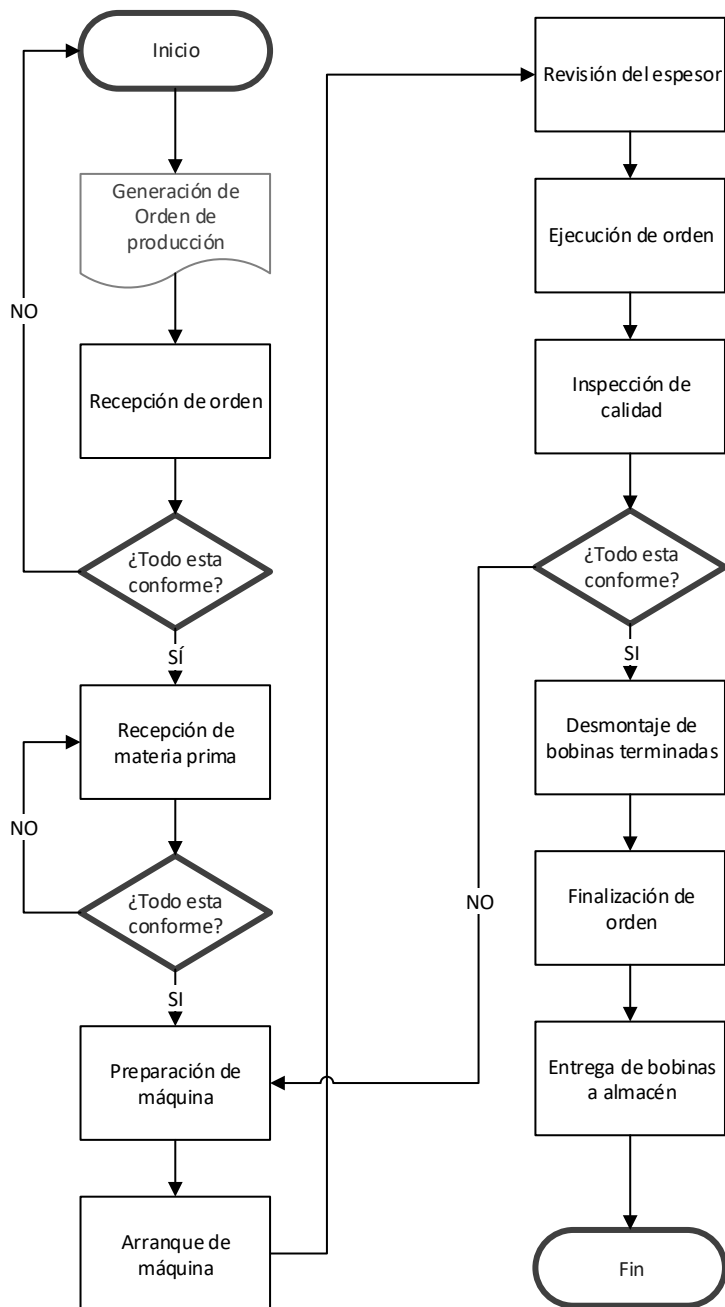 Inicio
Generación de
Orden de
producción
NO
Recepción de orden
¿Todo esta
conforme?
SÍ
Recepción de
materia prima
NO
¿Todo esta
conforme?
SI
Preparación de
máquina
Arranque de
máquina
Revisión del espesor
Ejecución de orden
Inspección de
calidad
¿Todo esta
conforme?
SI
NO
Desmontaje de
bobinas terminadas
Finalización de
orden
Entrega de bobinas
a almacén
Fin